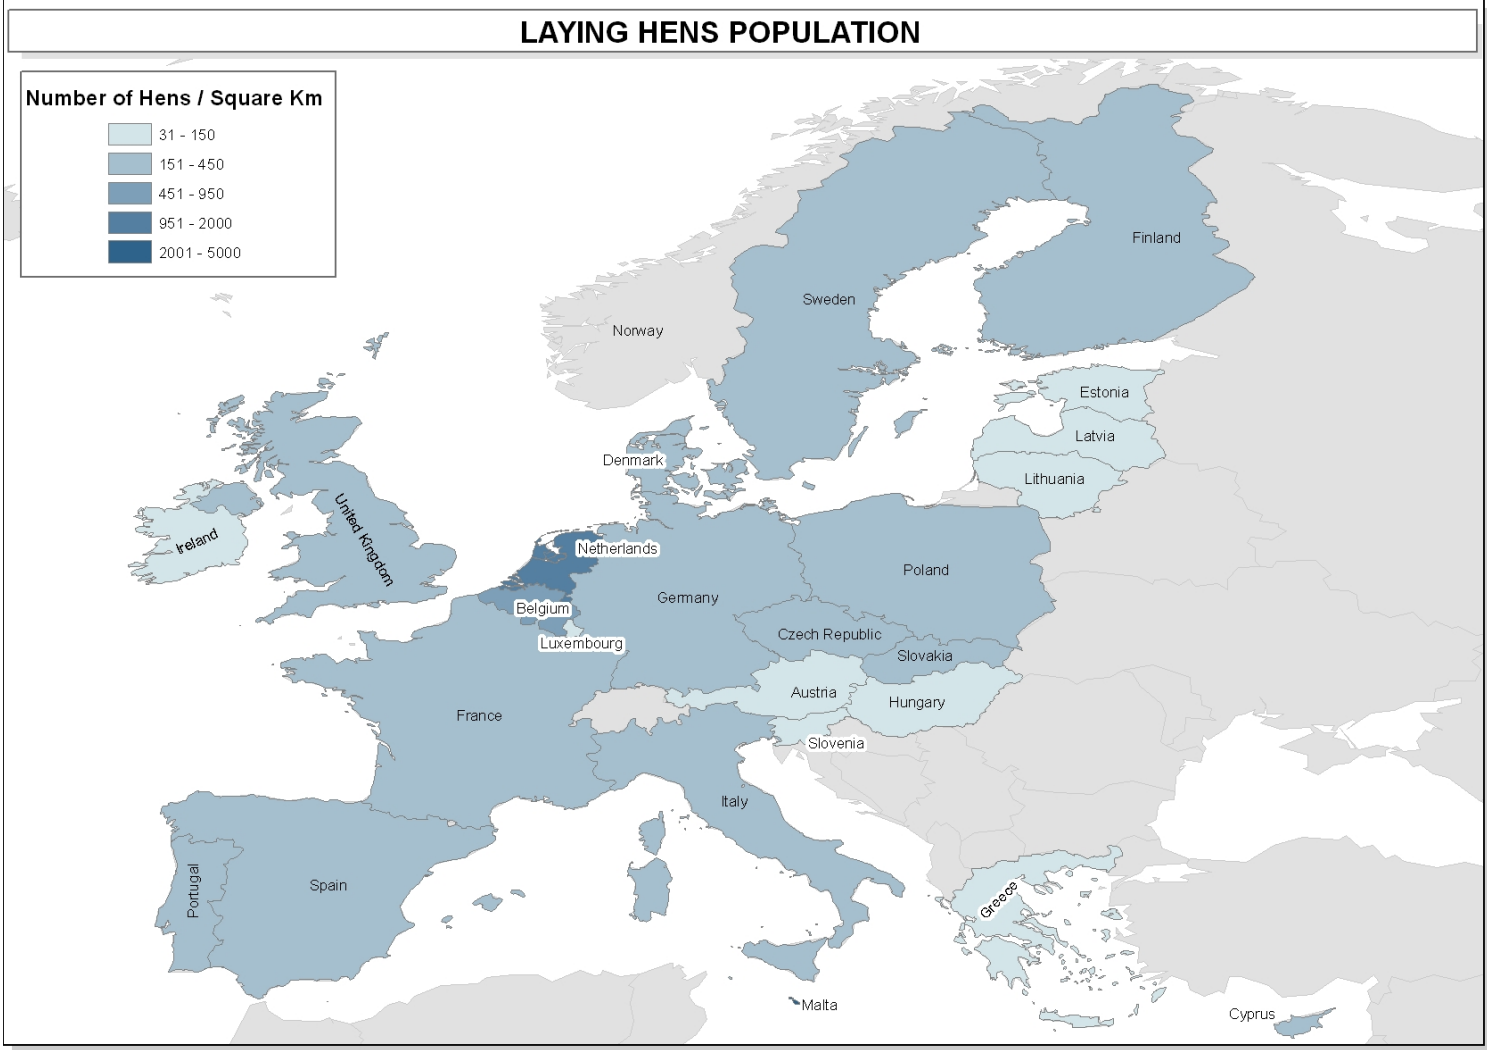 LAYING HENS POPULATION
Number of Hens / Square Km
31 - 150
151 - 450
451 - 950
951 - 2000
2001 - 5000
Finland
Sweden
Norway
Estonia
Latvia
Lithuania
Denmark
United Kingdom
Ireland
Netherlands
Poland
Germany
Belgium
Czech Republic
Luxembourg
Slovakia
Austria
Hungary
France
Slovenia
Italy
Portugal
Spain
Greece
Malta
Cyprus